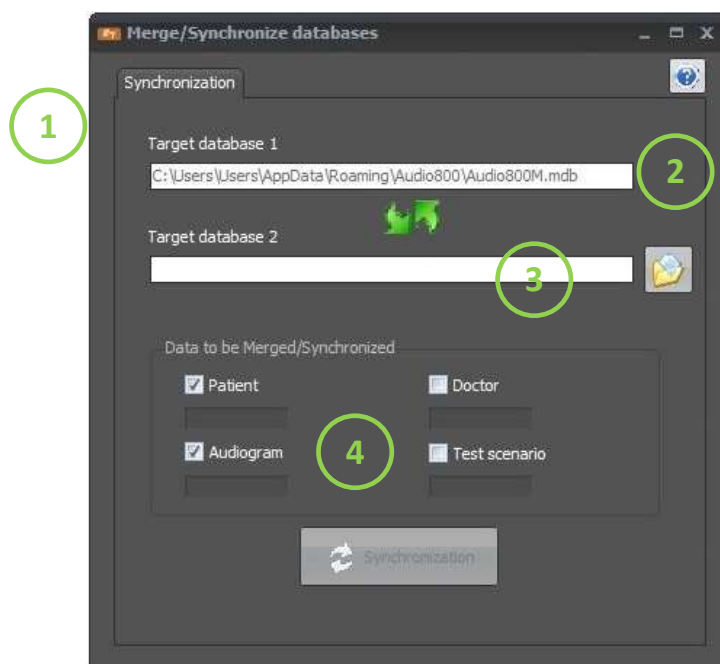 Merge/Synchronize databases
Synchronization
1
Target database 1
C:\Users\Users\AppData\Roaming\Audio800\Audio800M.mdb
2
Target database 2
3
Data to be Merged/Synchronized
Patient Doctor
Audiogram 4 Test scenario
Synchronization